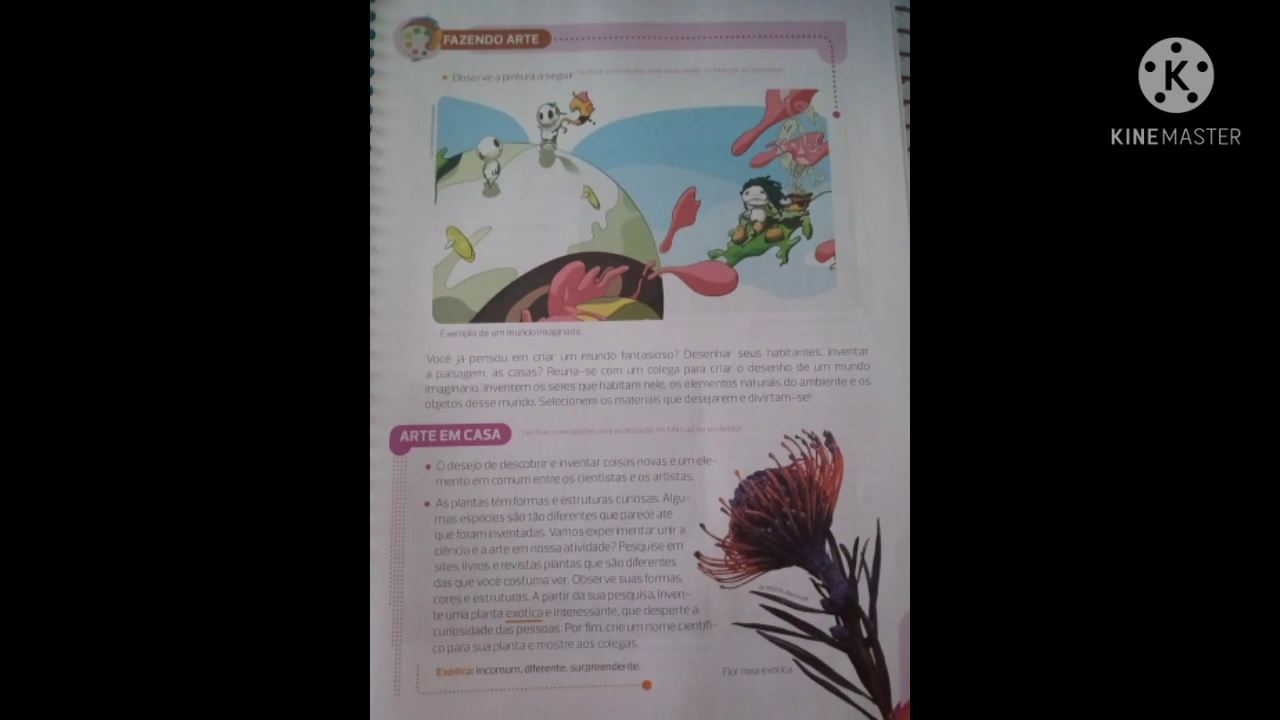 FAZENDO ARTE
KINEMASTER
Observe a pintura a seguir.
Exemplo de um mundo imaginário.
Você já pensou em criar um mundo fantasioso? Desenhar seus habitantes, inventar
a paisagem, as casas? Reúna-se com um colega para criar o desenho de um mundo
imaginário. Inventem os seres que habitam nele, os elementos naturais do ambiente e os
objetos desse mundo. Selecionem os materiais que desejarem e divirtam-se!
ARTE EM CASA
O desejo de descobrir e inventar coisas novas é um ele-
mento em comum entre os cientistas e os artistas.
As plantas têm formas e estruturas curiosas. Algu-
mas espécies são tão diferentes que parece até
que foram inventadas. Vamos experimentar unir a
ciência e a arte em nossa atividade? Pesquise em
sites, livros e revistas plantas que são diferentes
das que você costuma ver. Observe suas formas,
cores e estruturas. A partir da sua pesquisa, inven-
te uma planta exótica e interessante, que desperte a
curiosidade das pessoas. Por fim, crie um nome científi-
co para sua planta e mostre aos colegas.
Exótica: incomum, diferente, surpreendente.
Flor roxa exótica.